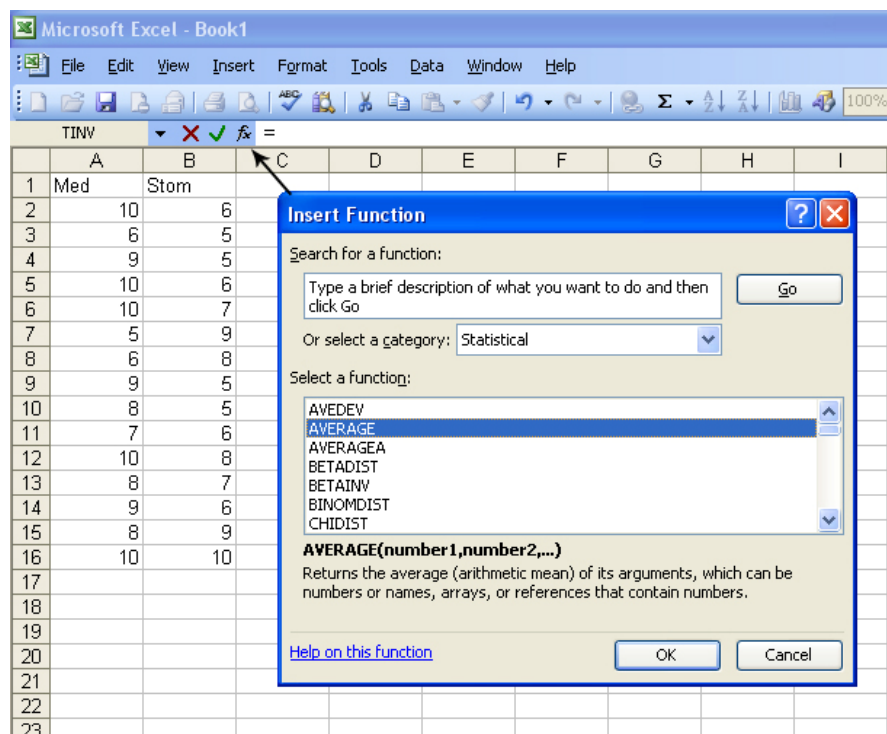 Microsoft Excel - Book1
File Edit View Insert Format Tools Data Window Help
ABC Σ A Z Z A 100%
TINV fx =
A B C D E F G H I
1 Med Stom
2 10 6
3 6 5
4 9 5
5 10 6
6 10 7
7 5 9
8 6 8
9 9 5
10 8 5
11 7 6
12 10 8
13 8 7
14 9 6
15 8 9
16 10 10
17
18
19
20
21
22
23
Insert Function
Search for a function:
Type a brief description of what you want to do and then
click Go
Go
Or select a category: Statistical
Select a function:
AVEDEV
AVERAGE
AVERAGEA
BETADIST
BETAINV
BINOMDIST
CHIDIST
AVERAGE(number1,number2,...)
Returns the average (arithmetic mean) of its arguments, which can be
numbers or names, arrays, or references that contain numbers.
Help on this function
OK Cancel